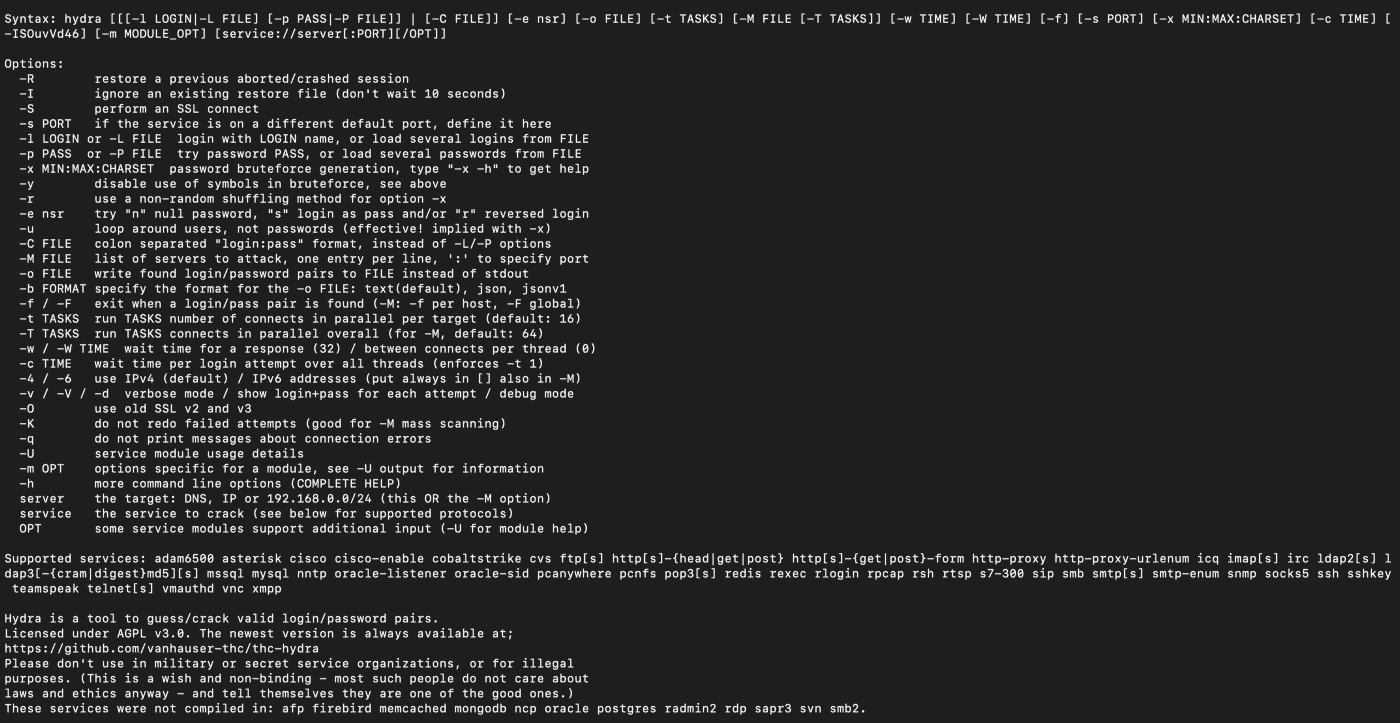 Syntax: hydra [[[-l LOGIN|-L FILE] [-p PASS|-P FILE]] | [-C FILE]] [-e nsr] [-o FILE] [-t TASKS] [-M FILE [-T TASKS]] [-w TIME] [-W TIME] [-f] [-s PORT] [-x MIN:MAX:CHARSET] [-c TIME] [
-ISOuvVd46] [-m MODULE_OPT] [service://server[:PORT][/OPT]]

Options:
  -R        restore a previous aborted/crashed session
  -I        ignore an existing restore file (don't wait 10 seconds)
  -S        perform an SSL connect
  -s PORT   if the service is on a different default port, define it here
  -l LOGIN or -L FILE  login with LOGIN name, or load several logins from FILE
  -p PASS  or -P FILE  try password PASS, or load several passwords from FILE
  -x MIN:MAX:CHARSET  password bruteforce generation, type "-x -h" to get help
  -y        disable use of symbols in bruteforce, see above
  -r        use a non-random shuffling method for option -x
  -e nsr    try "n" null password, "s" login as pass and/or "r" reversed login
  -u        loop around users, not passwords (effective! implied with -x)
  -C FILE   colon separated "login:pass" format, instead of -L/-P options
  -M FILE   list of servers to attack, one entry per line, ':' to specify port
  -o FILE   write found login/password pairs to FILE instead of stdout
  -b FORMAT specify the format for the -o FILE: text(default), json, jsonv1
  -f / -F   exit when a login/pass pair is found (-M: -f per host, -F global)
  -t TASKS  run TASKS number of connects in parallel per target (default: 16)
  -T TASKS  run TASKS connects in parallel overall (for -M, default: 64)
  -w / -W TIME  wait time for a response (32) / between connects per thread (0)
  -c TIME   wait time per login attempt over all threads (enforces -t 1)
  -4 / -6   use IPv4 (default) / IPv6 addresses (put always in [] also in -M)
  -v / -V / -d  verbose mode / show login+pass for each attempt / debug mode
  -O        use old SSL v2 and v3
  -K        do not redo failed attempts (good for -M mass scanning)
  -q        do not print messages about connection errors
  -U        service module usage details
  -m OPT    options specific for a module, see -U output for information
  -h        more command line options (COMPLETE HELP)
  server    the target: DNS, IP or 192.168.0.0/24 (this OR the -M option)
  service   the service to crack (see below for supported protocols)
  OPT       some service modules support additional input (-U for module help)

Supported services: adam6500 asterisk cisco cisco-enable cobaltstrike cvs ftp[s] http[s]-{head|get|post} http[s]-{get|post}-form http-proxy http-proxy-urlenum icq imap[s] irc ldap2[s] l
dap3[-{cram|digest}md5][s] mssql mysql nntp oracle-listener oracle-sid pcanywhere pcnfs pop3[s] redis rexec rlogin rpcap rsh rtsp s7-300 sip smb smtp[s] smtp-enum snmp socks5 ssh sshkey
 teamspeak telnet[s] vmauthd vnc xmpp

Hydra is a tool to guess/crack valid login/password pairs.
Licensed under AGPL v3.0. The newest version is always available at;
https://github.com/vanhauser-thc/thc-hydra
Please don't use in military or secret service organizations, or for illegal
purposes. (This is a wish and non-binding - most such people do not care about
laws and ethics anyway - and tell themselves they are one of the good ones.)
These services were not compiled in: afp firebird memcached mongodb ncp oracle postgres radmin2 rdp sapr3 svn smb2.